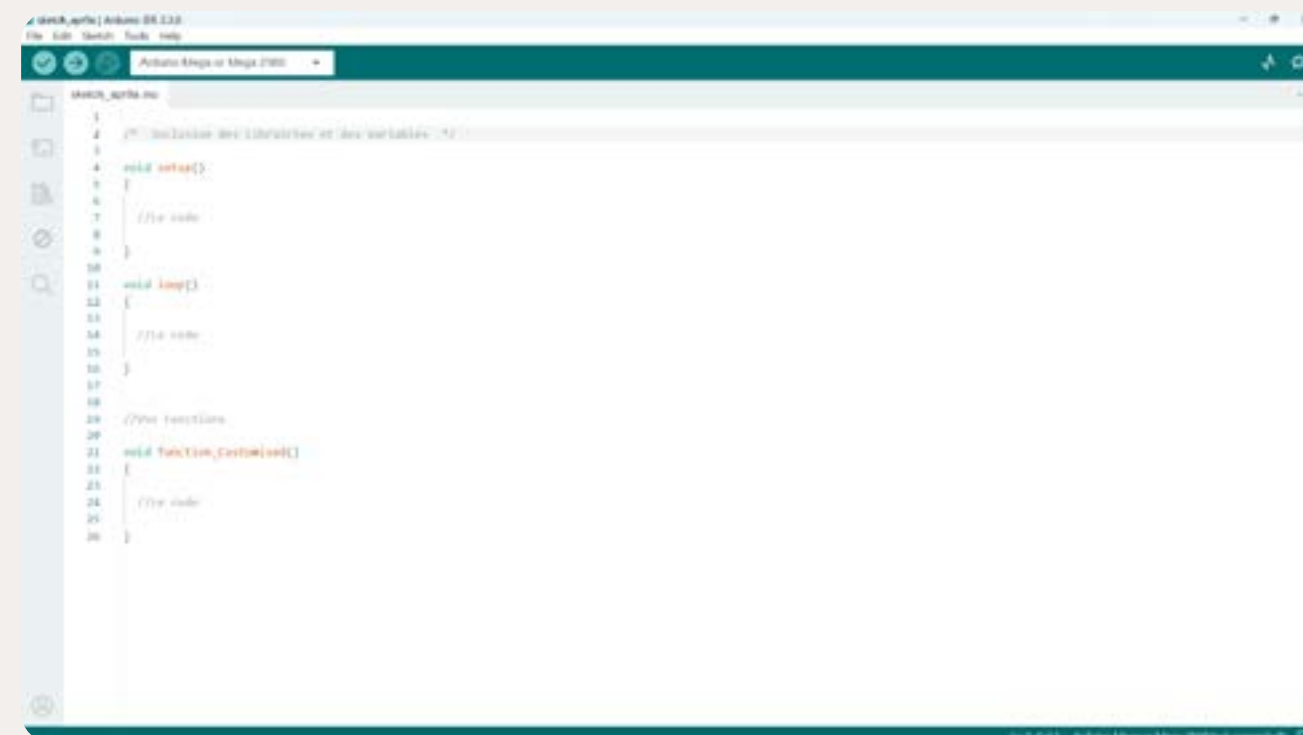 File Edit Sketch Tools Help
Arduino Mega or Mega 2560
1
2 /* Inclusion des Librairies et des variables */
3
4 void setup()
5 {
6
7 //Le code
8
9 }
10
11 void loop()
12 {
13
14 //Le code
15
16 }
17
18
19 //Vos fonctions
20
21 void function_Customised()
22 {
23
24 //Le code
25
26 }